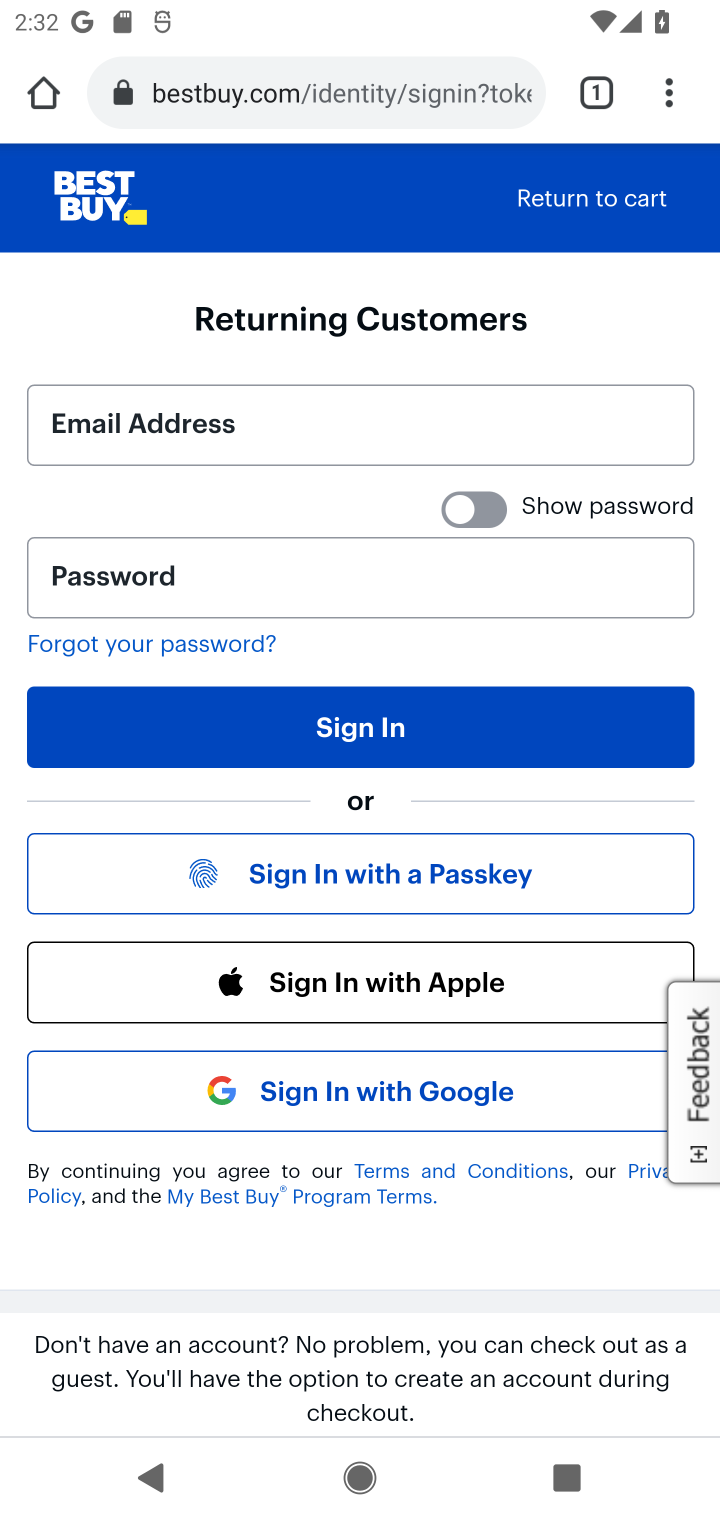 2:32
bestbuy.com/identity/signin?toke
1
BEST
BUY
Return to cart
Returning Customers
Email Address
Show password
Password
Forgot your password?
Sign In
or
Sign In with a Passkey
Sign In with Apple
Sign In with Google
[+] Feedback
By continuing you agree to our Terms and Conditions, our Priva
Policy, and the My Best Buy® Program Terms.
Don't have an account? No problem, you can check out as a
guest. You'll have the option to create an account during
checkout.